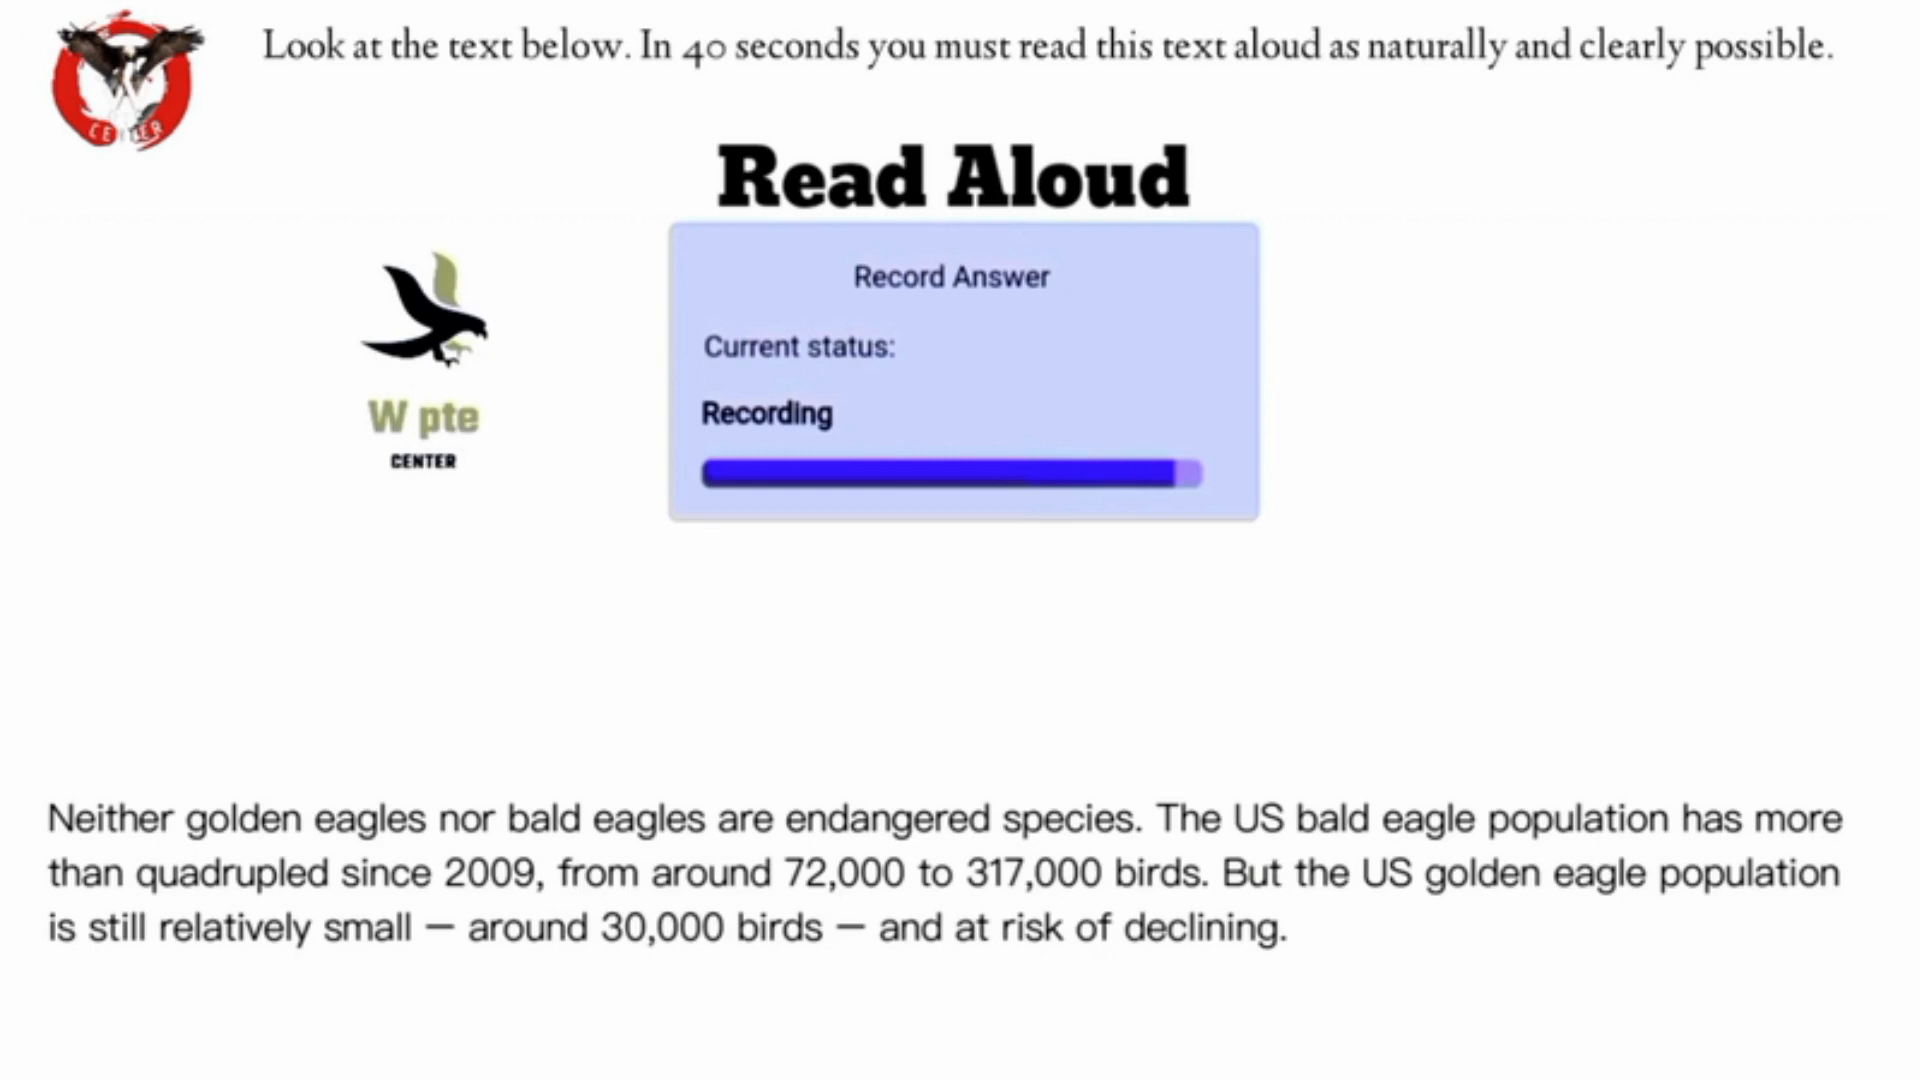 Look at the text below. In 40 seconds you must read this text aloud as naturally and clearly possible.
CENTER
Read Aloud
Record Answer
Current status:
Recording
W pte
CENTER
Neither golden eagles nor bald eagles are endangered species. The US bald eagle population has more
than quadrupled since 2009, from around 72,000 to 317,000 birds. But the US golden eagle population
is still relatively small — around 30,000 birds — and at risk of declining.